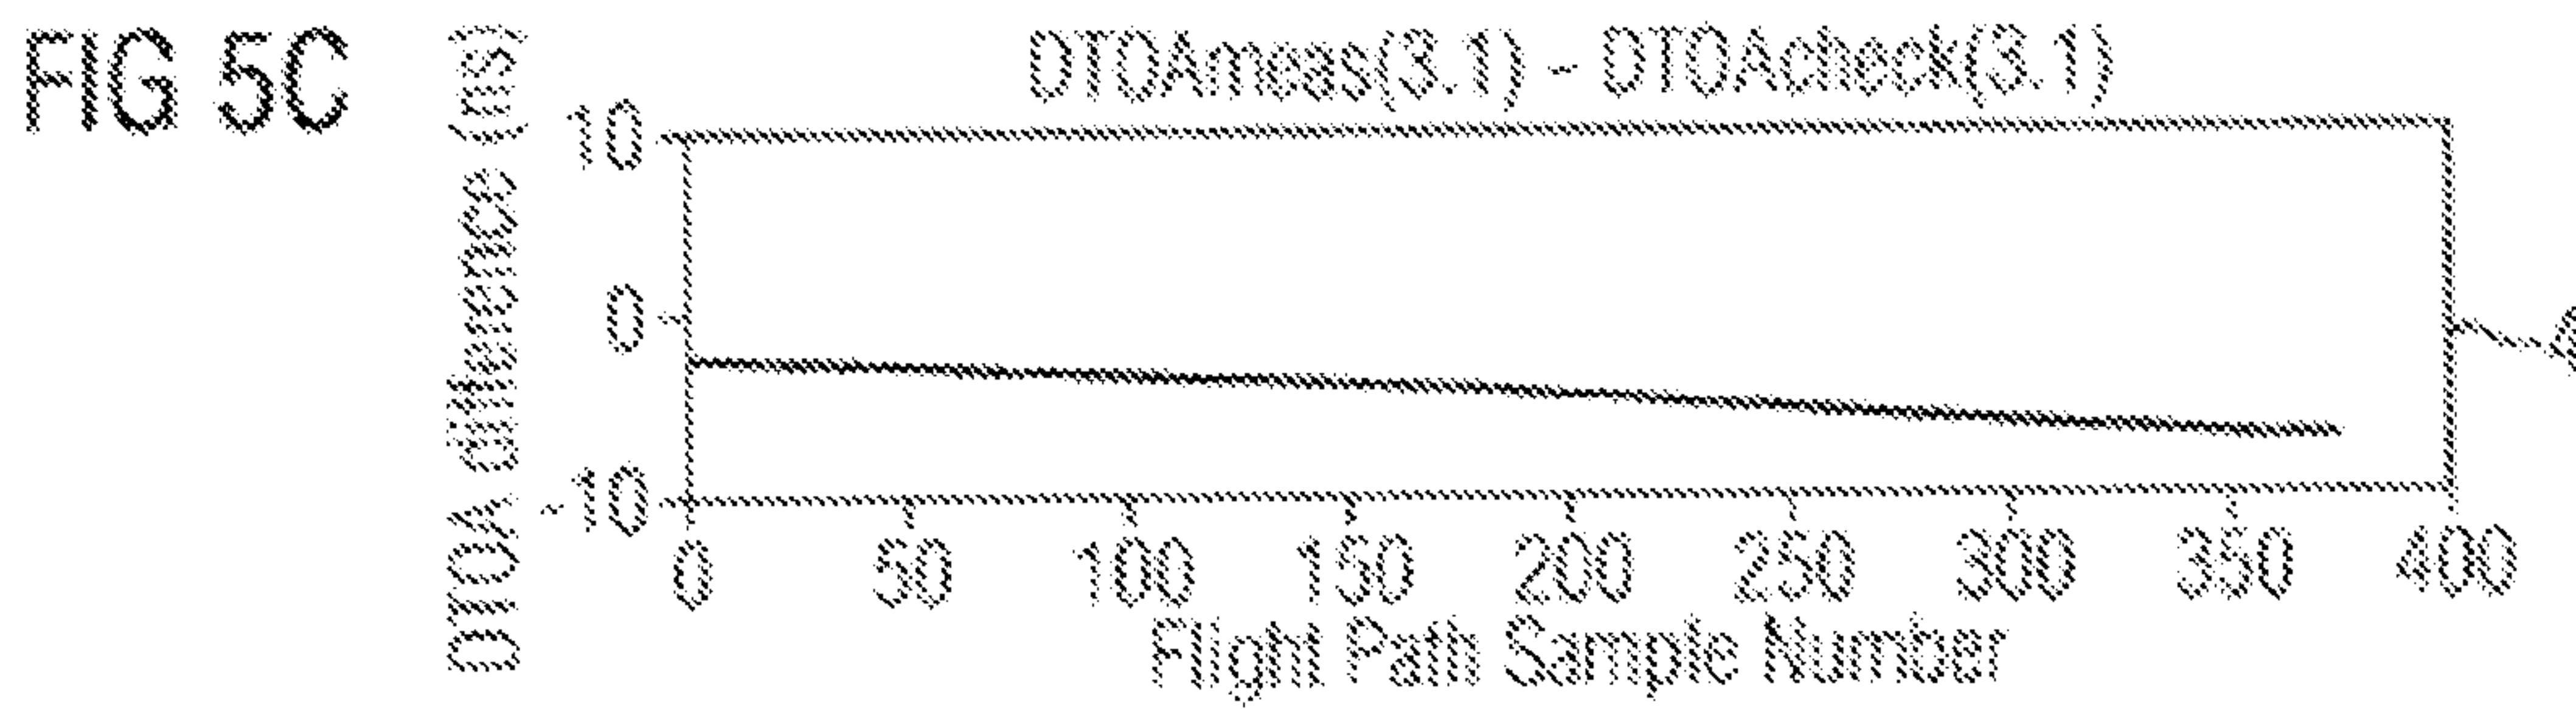 FIG 5C
DTOAmeas(3.1) - DTOAcheck(3.1)
DTOA difference (ns)
10
0
-10
0 50 100 150 200 250 300 350 400
Flight Path Sample Number